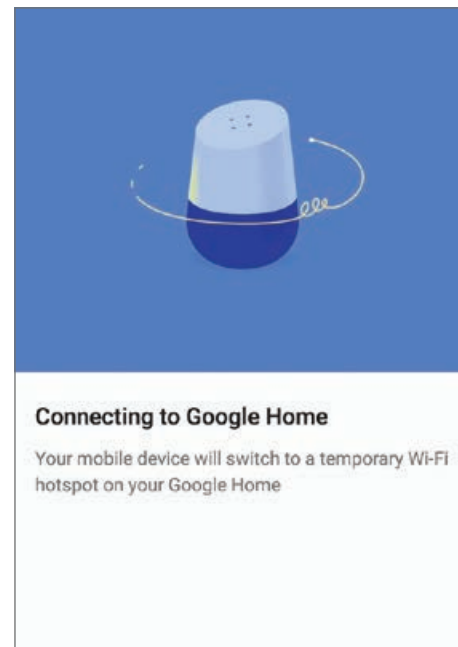 Connecting to Google Home
Your mobile device will switch to a temporary Wi-Fi
hotspot on your Google Home